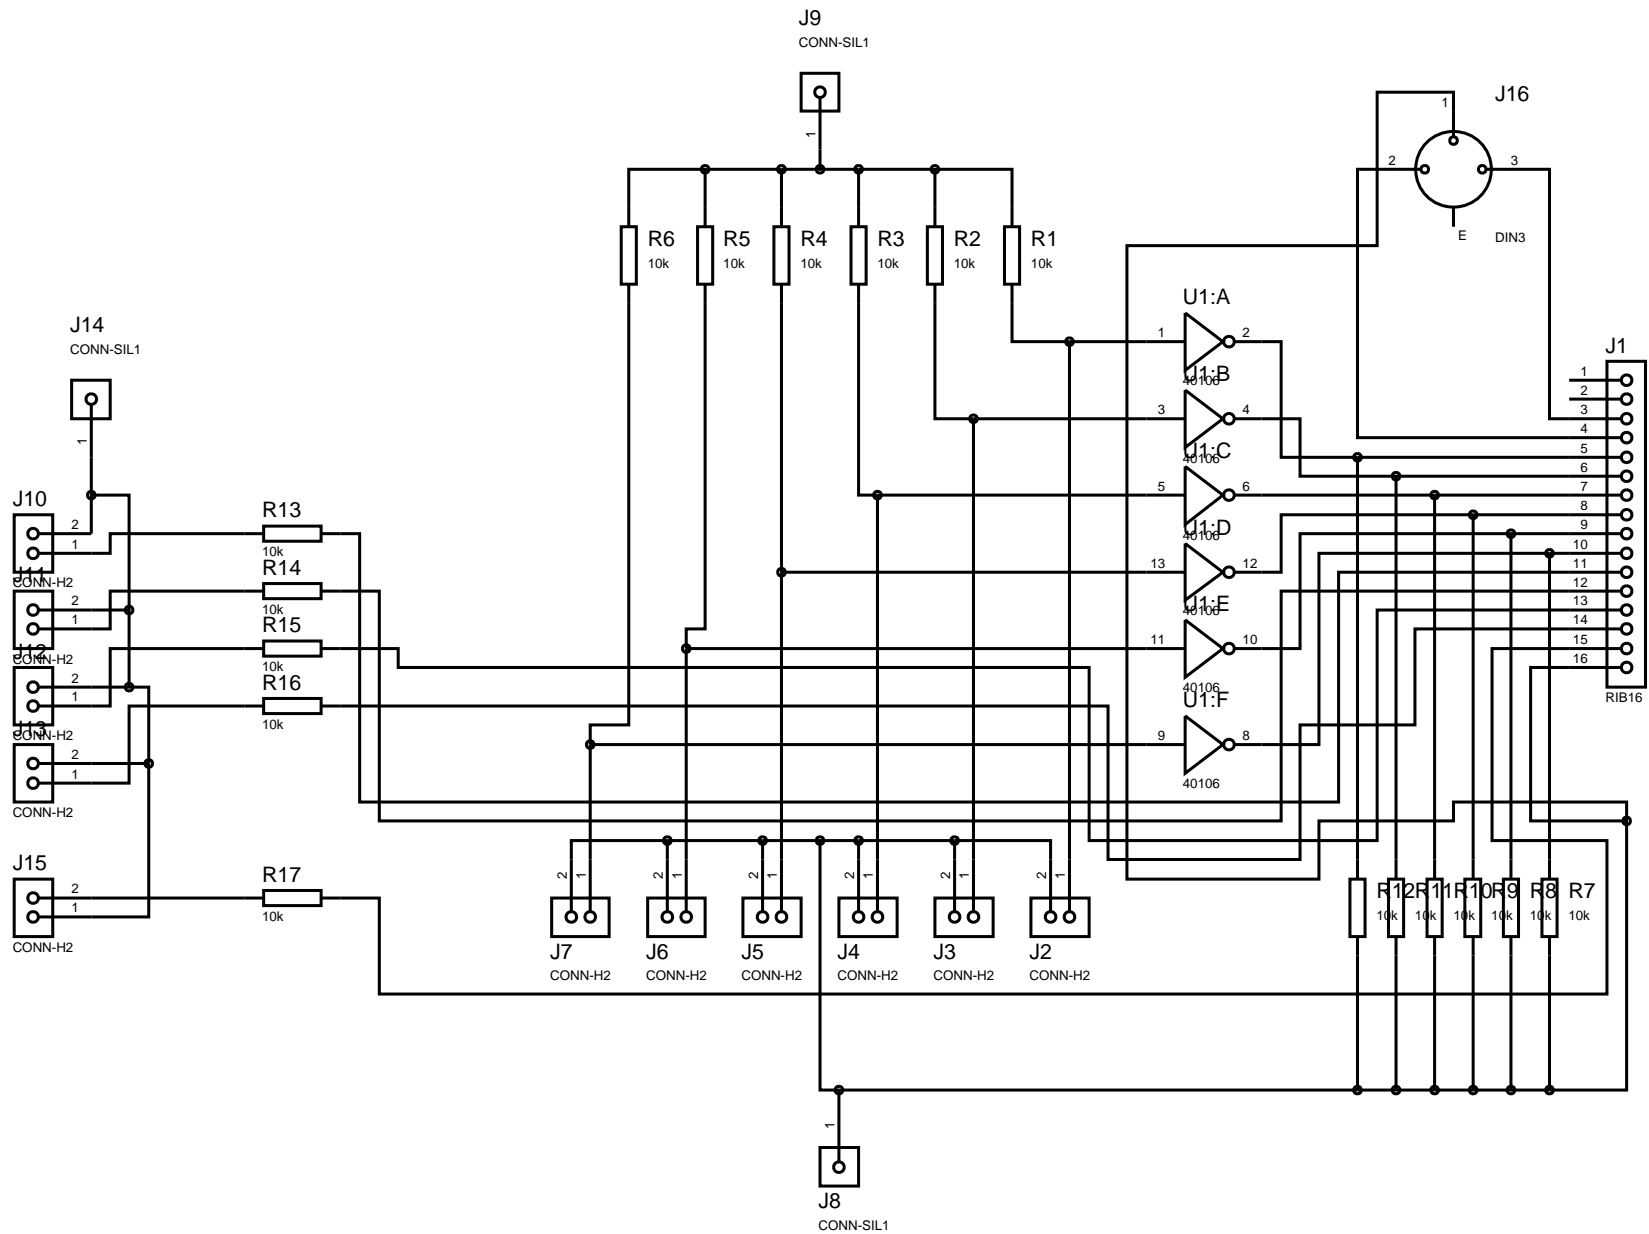 J9
CONN-SIL1
1
J16
1
2
3
E
DIN3
R6
10k
R5
10k
R4
10k
R3
10k
R2
10k
R1
10k
J14
CONN-SIL1
1
U1:A
1
2
40106
U1:B
3
4
40106
U1:C
5
6
40106
U1:D
13
12
40106
U1:E
11
10
40106
U1:F
9
8
40106
J1
1
2
3
4
5
6
7
8
9
10
11
12
13
14
15
16
RIB16
J10
2
1
CONN-H2
J11
2
1
CONN-H2
J12
2
1
CONN-H2
J13
2
1
CONN-H2
R13
10k
R14
10k
R15
10k
R16
10k
J15
2
1
CONN-H2
R17
10k
2
1
J7
CONN-H2
2
1
J6
CONN-H2
2
1
J5
CONN-H2
2
1
J4
CONN-H2
2
1
J3
CONN-H2
2
1
J2
CONN-H2
R12
10k
R11
10k
R10
10k
R9
10k
R8
10k
R7
10k
1
J8
CONN-SIL1